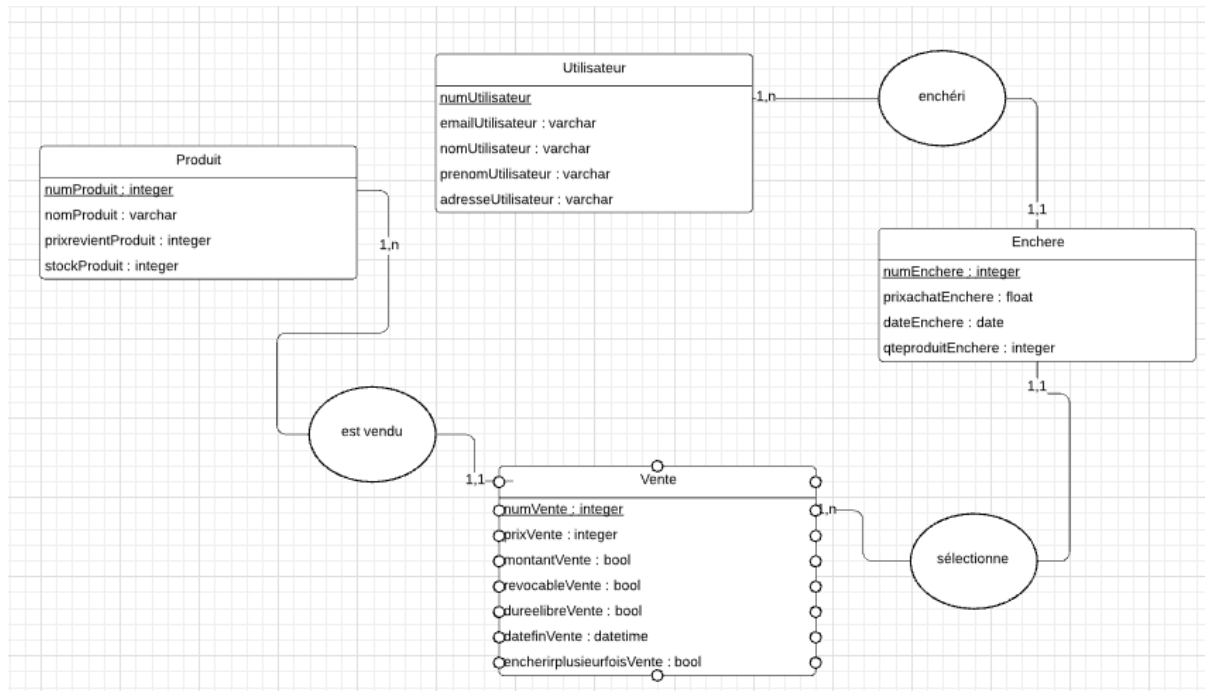 Utilisateur
numUtilisateur
emailUtilisateur : varchar
nomUtilisateur : varchar
prenomUtilisateur : varchar
adresseUtilisateur : varchar
1,n
enchéri
1,1
Produit
numProduit : integer
nomProduit : varchar
prixrevientProduit : integer
stockProduit : integer
1,n
Enchere
numEnchere : integer
prixachatEnchere : float
dateEnchere : date
qteproduitEnchere : integer
1,1
est vendu
1,1
Vente
numVente : integer
prixVente : integer
montantVente : bool
revocableVente : bool
dureelibreVente : bool
datefinVente : datetime
encherirplusieurfoisVente : bool
1,n
sélectionne